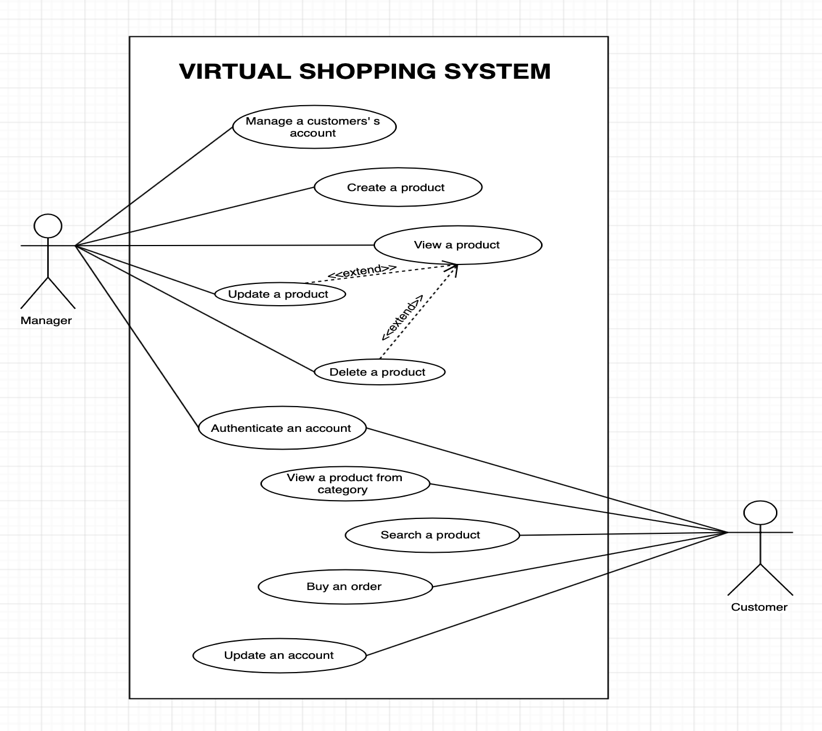 VIRTUAL SHOPPING SYSTEM
Manage a customers' s
account
Create a product
View a product
<<extend>>
Update a product
<<extend>>
Manager
Delete a product
Authenticate an account
View a product from
category
Search a product
Buy an order
Customer
Update an account